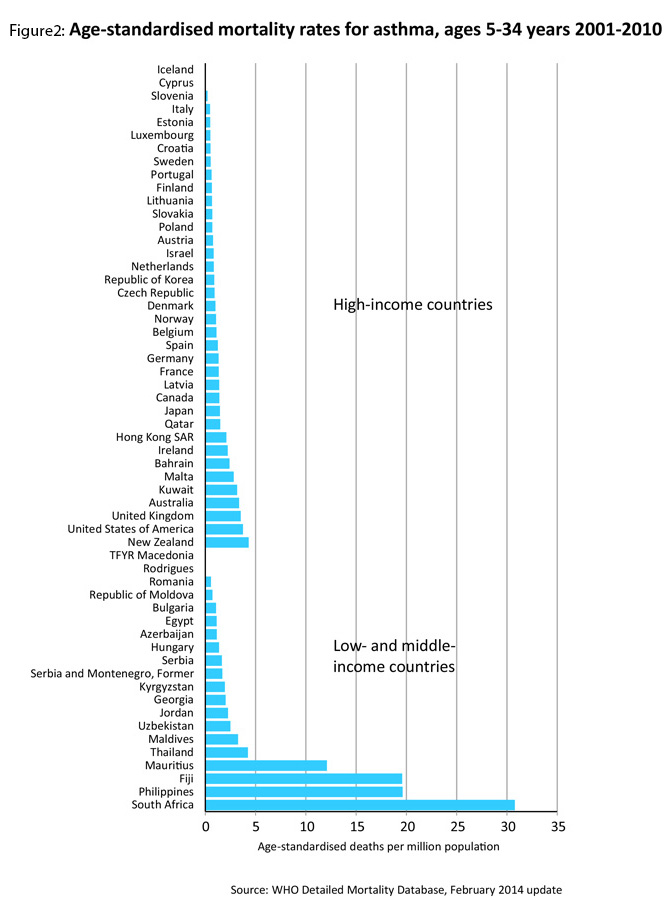 Figure2: Age-standardised mortality rates for asthma, ages 5-34 years 2001-2010
Iceland
Cyprus
Slovenia
Italy
Estonia
Luxembourg
Croatia
Sweden
Portugal
Finland
Lithuania
Slovakia
Poland
Austria
Israel
Netherlands
Republic of Korea
Czech Republic
Denmark
Norway
Belgium
Spain
Germany
France
Latvia
Canada
Japan
Qatar
Hong Kong SAR
Ireland
Bahrain
Malta
Kuwait
Australia
United Kingdom
United States of America
New Zealand
High-income countries
TFYR Macedonia
Rodrigues
Romania
Republic of Moldova
Bulgaria
Egypt
Azerbaijan
Hungary
Serbia
Serbia and Montenegro, Former
Kyrgyzstan
Georgia
Jordan
Uzbekistan
Maldives
Thailand
Mauritius
Fiji
Philippines
South Africa
Low- and middle-
income countries
0 5 10 15 20 25 30 35
Age-standardised deaths per million population
Source: WHO Detailed Mortality Database, February 2014 update